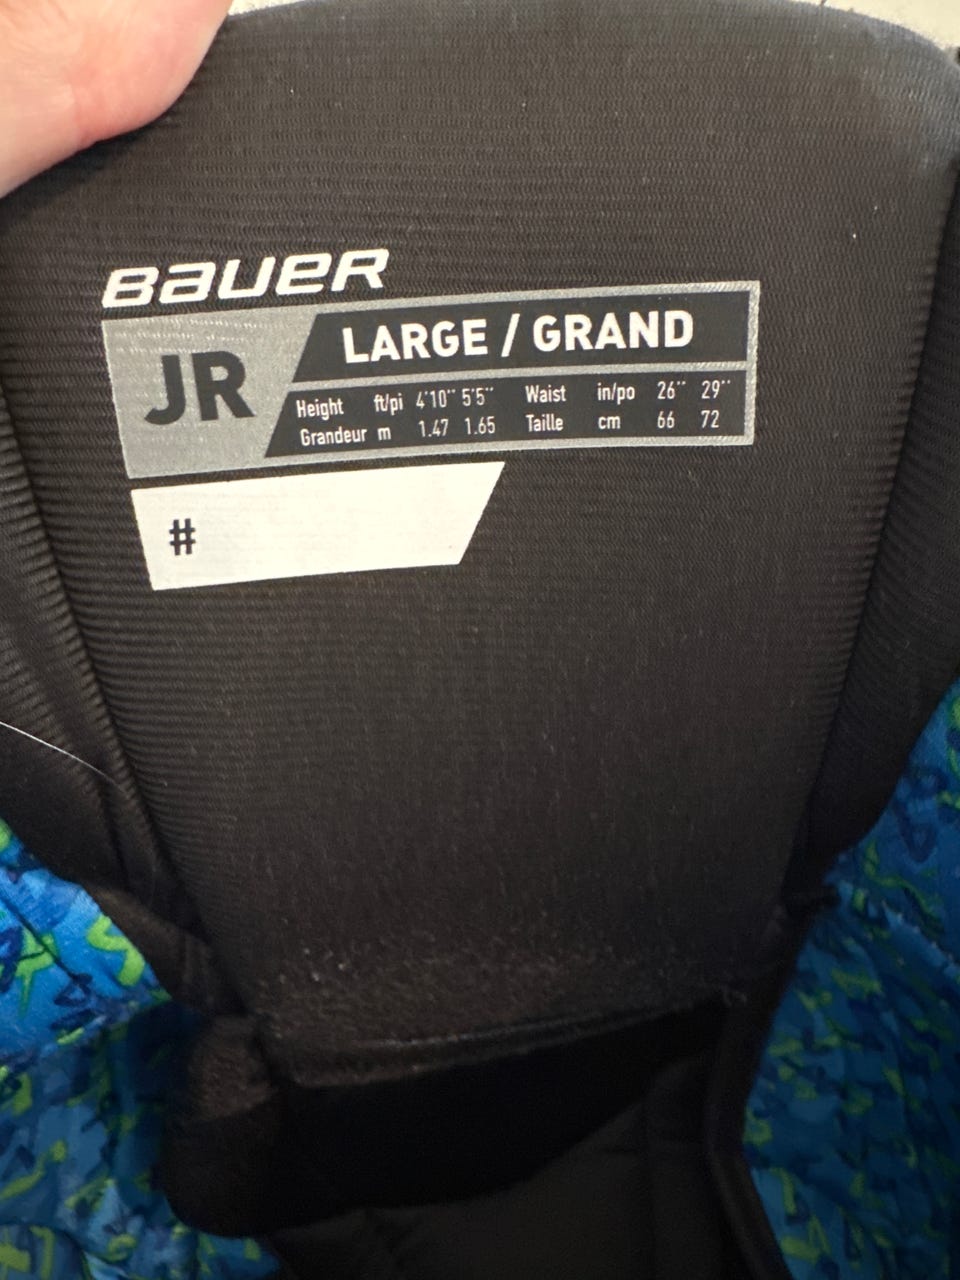 BAUER
JR
LARGE / GRAND
Height ft/pi 4'10" 5'5" Waist in/po 26" 29"
Grandeur m 1.47 1.65 Taille cm 66 72
#